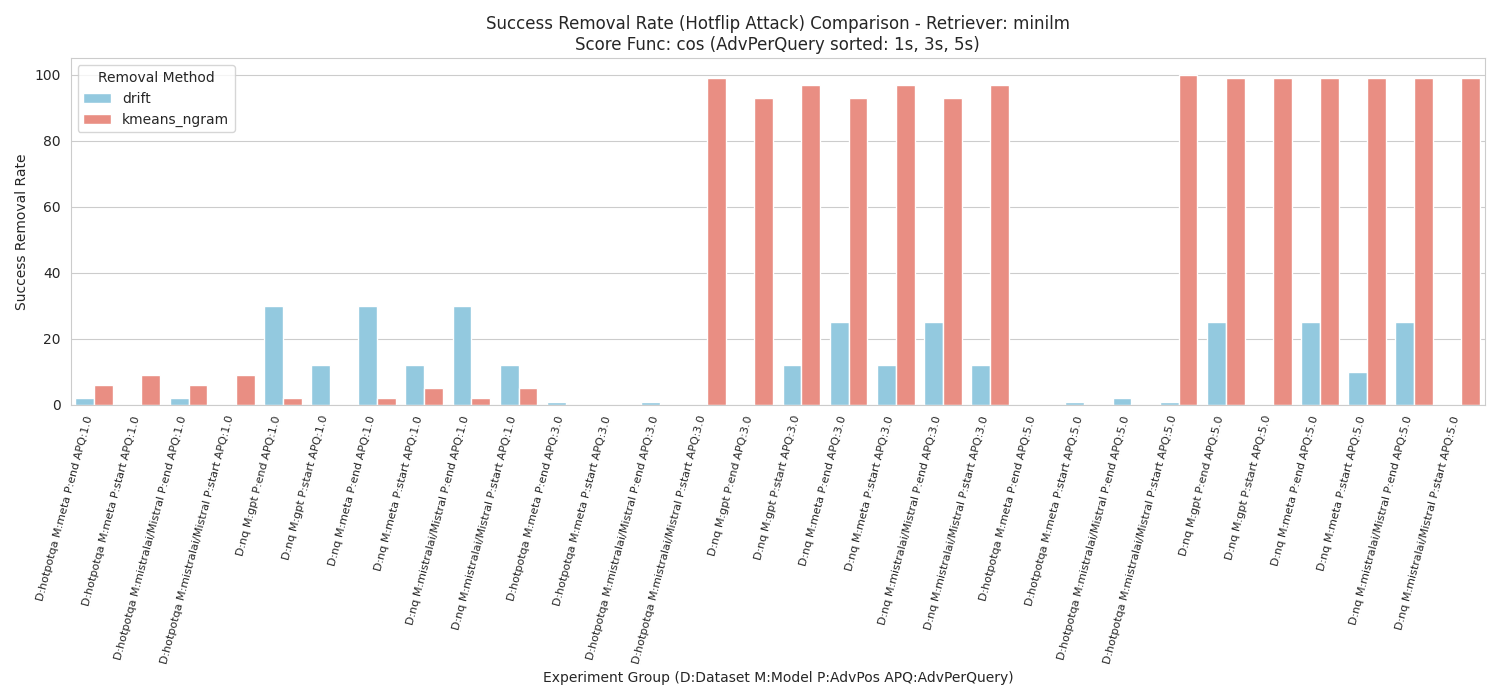 Success Removal Rate (Hotflip Attack) Comparison - Retriever: minilm
Score Func: cos (AdvPerQuery sorted: 1s, 3s, 5s)
Removal Method
drift
kmeans_ngram
Success Removal Rate
100
80
60
40
20
0
D:hotpotqa M:meta P:end APQ:1.0
D:hotpotqa M:meta P:start APQ:1.0
D:hotpotqa M:mistralai/Mistral P:end APQ:1.0
D:hotpotqa M:mistralai/Mistral P:start APQ:1.0
D:nq M:gpt P:end APQ:1.0
D:nq M:gpt P:start APQ:1.0
D:nq M:meta P:end APQ:1.0
D:nq M:meta P:start APQ:1.0
D:nq M:mistralai/Mistral P:end APQ:1.0
D:nq M:mistralai/Mistral P:start APQ:1.0
D:hotpotqa M:meta P:end APQ:3.0
D:hotpotqa M:meta P:start APQ:3.0
D:hotpotqa M:mistralai/Mistral P:end APQ:3.0
D:hotpotqa M:mistralai/Mistral P:start APQ:3.0
D:nq M:gpt P:end APQ:3.0
D:nq M:gpt P:start APQ:3.0
D:nq M:meta P:end APQ:3.0
D:nq M:meta P:start APQ:3.0
D:nq M:mistralai/Mistral P:end APQ:3.0
D:nq M:mistralai/Mistral P:start APQ:3.0
D:hotpotqa M:meta P:end APQ:5.0
D:hotpotqa M:meta P:start APQ:5.0
D:hotpotqa M:mistralai/Mistral P:end APQ:5.0
D:hotpotqa M:mistralai/Mistral P:start APQ:5.0
D:nq M:gpt P:end APQ:5.0
D:nq M:gpt P:start APQ:5.0
D:nq M:meta P:end APQ:5.0
D:nq M:meta P:start APQ:5.0
D:nq M:mistralai/Mistral P:end APQ:5.0
D:nq M:mistralai/Mistral P:start APQ:5.0
Experiment Group (D:Dataset M:Model P:AdvPos APQ:AdvPerQuery)